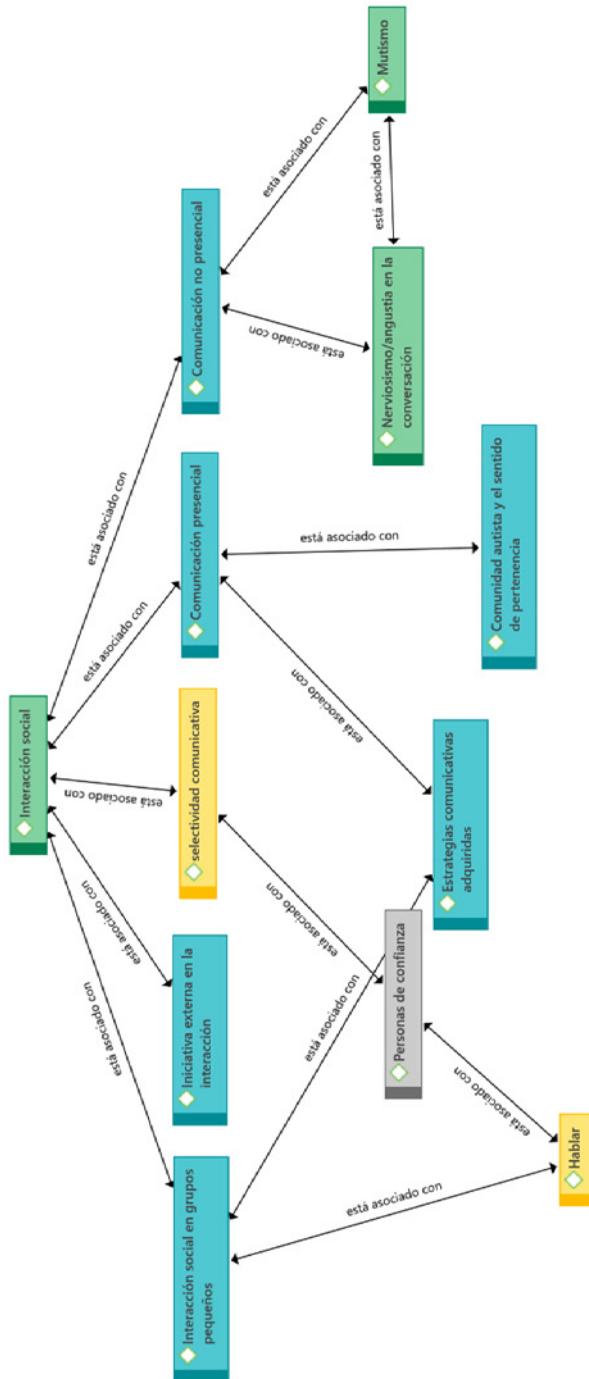 Interacción social
está asociado con
está asociado con
está asociado con
está asociado con
está asociado con
Interacción social en grupos
pequeños
Iniciativa externa en la
interacción
selectividad comunicativa
Comunicación presencial
Comunicación no presencial
está asociado con
está asociado con
está asociado con
está asociado con
está asociado con
está asociado con
está asociado con
Personas de confianza
Estrategias comunicativas
adquiridas
Comunidad autista y el sentido
de pertenencia
Nerviosismo/angustia en la
conversación
está asociado con
Mutismo
está asociado con
Hablar